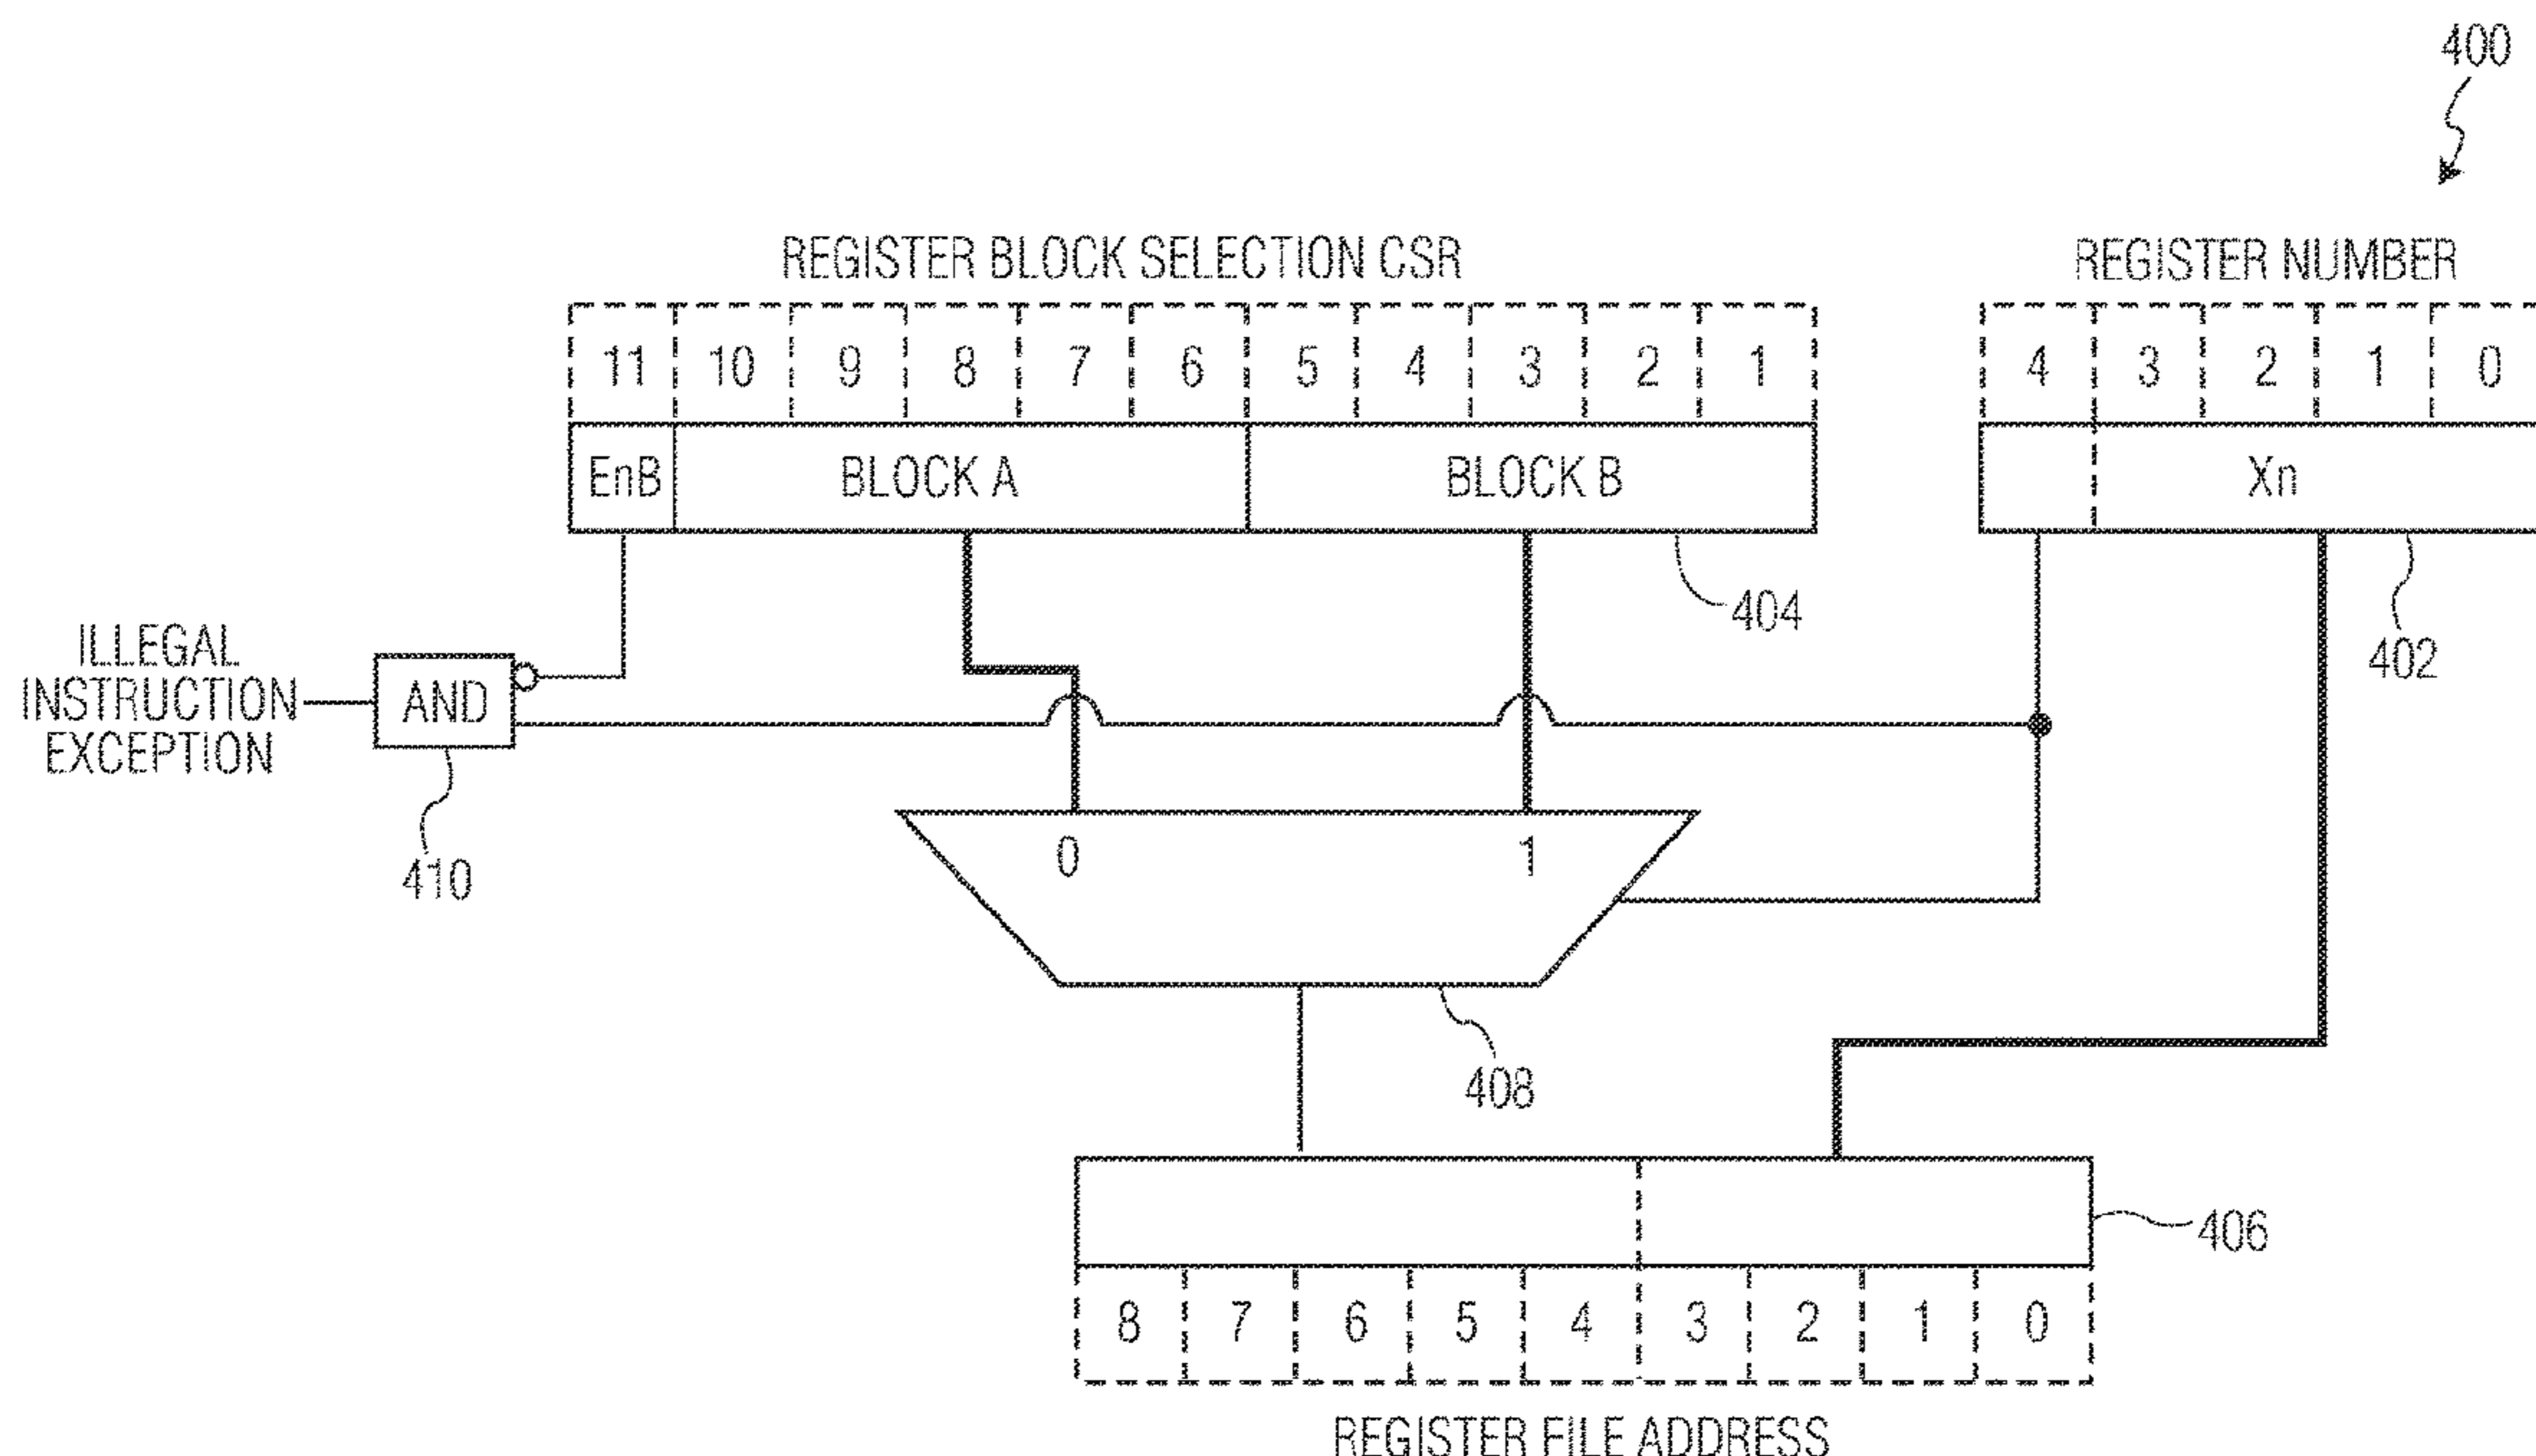 400
REGISTER BLOCK SELECTION CSR
REGISTER NUMBER
11 10 9 8 7 6 5 4 3 2 1
4 3 2 1 0
EnB BLOCK A BLOCK B
Xn
404
402
ILLEGAL
INSTRUCTION
EXCEPTION
AND
410
0 1
408
406
8 7 6 5 4 3 2 1 0
REGISTER FILE ADDRESS